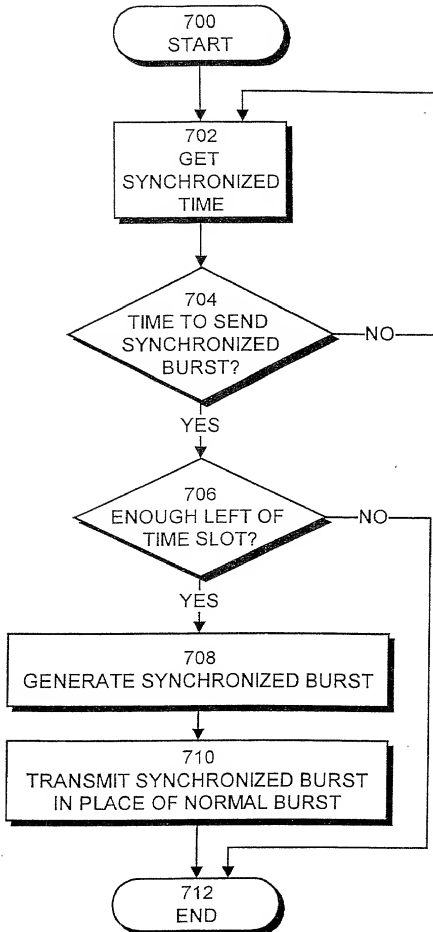 700
START
702
GET
SYNCHRONIZED
TIME
704
TIME TO SEND
SYNCHRONIZED
BURST?
NO
YES
706
ENOUGH LEFT OF
TIME SLOT?
NO
YES
708
GENERATE SYNCHRONIZED BURST
710
TRANSMIT SYNCHRONIZED BURST
IN PLACE OF NORMAL BURST
712
END